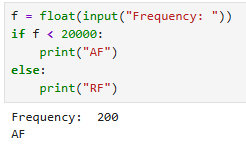 f = float(input("Frequency: "))
if f < 20000:
    print("AF")
else:
    print("RF")
Frequency:  200
AF